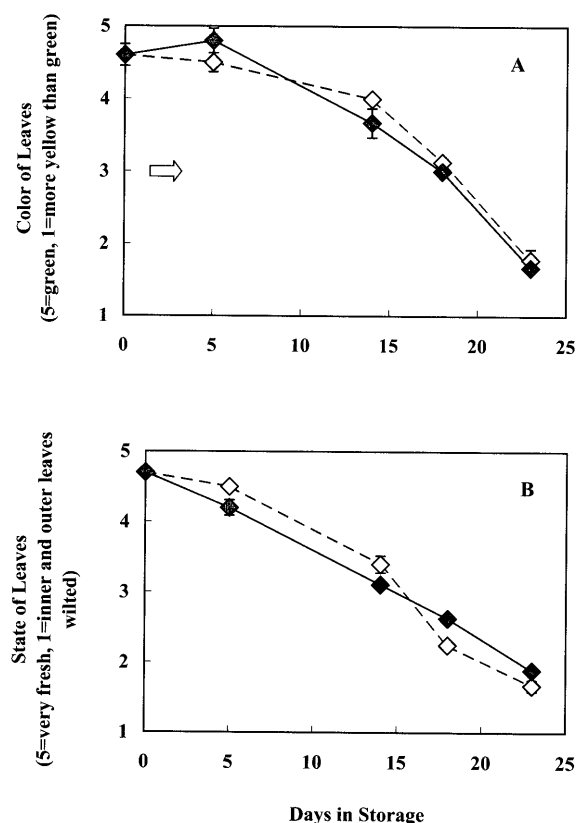 Color of Leaves
(5=green, 1=more yellow than green)
5
4
3
2
1
A
0 5 10 15 20 25
State of Leaves
(5=very fresh, 1=inner and outer leaves
wilted)
5
4
3
2
1
B
0 5 10 15 20 25
Days in Storage